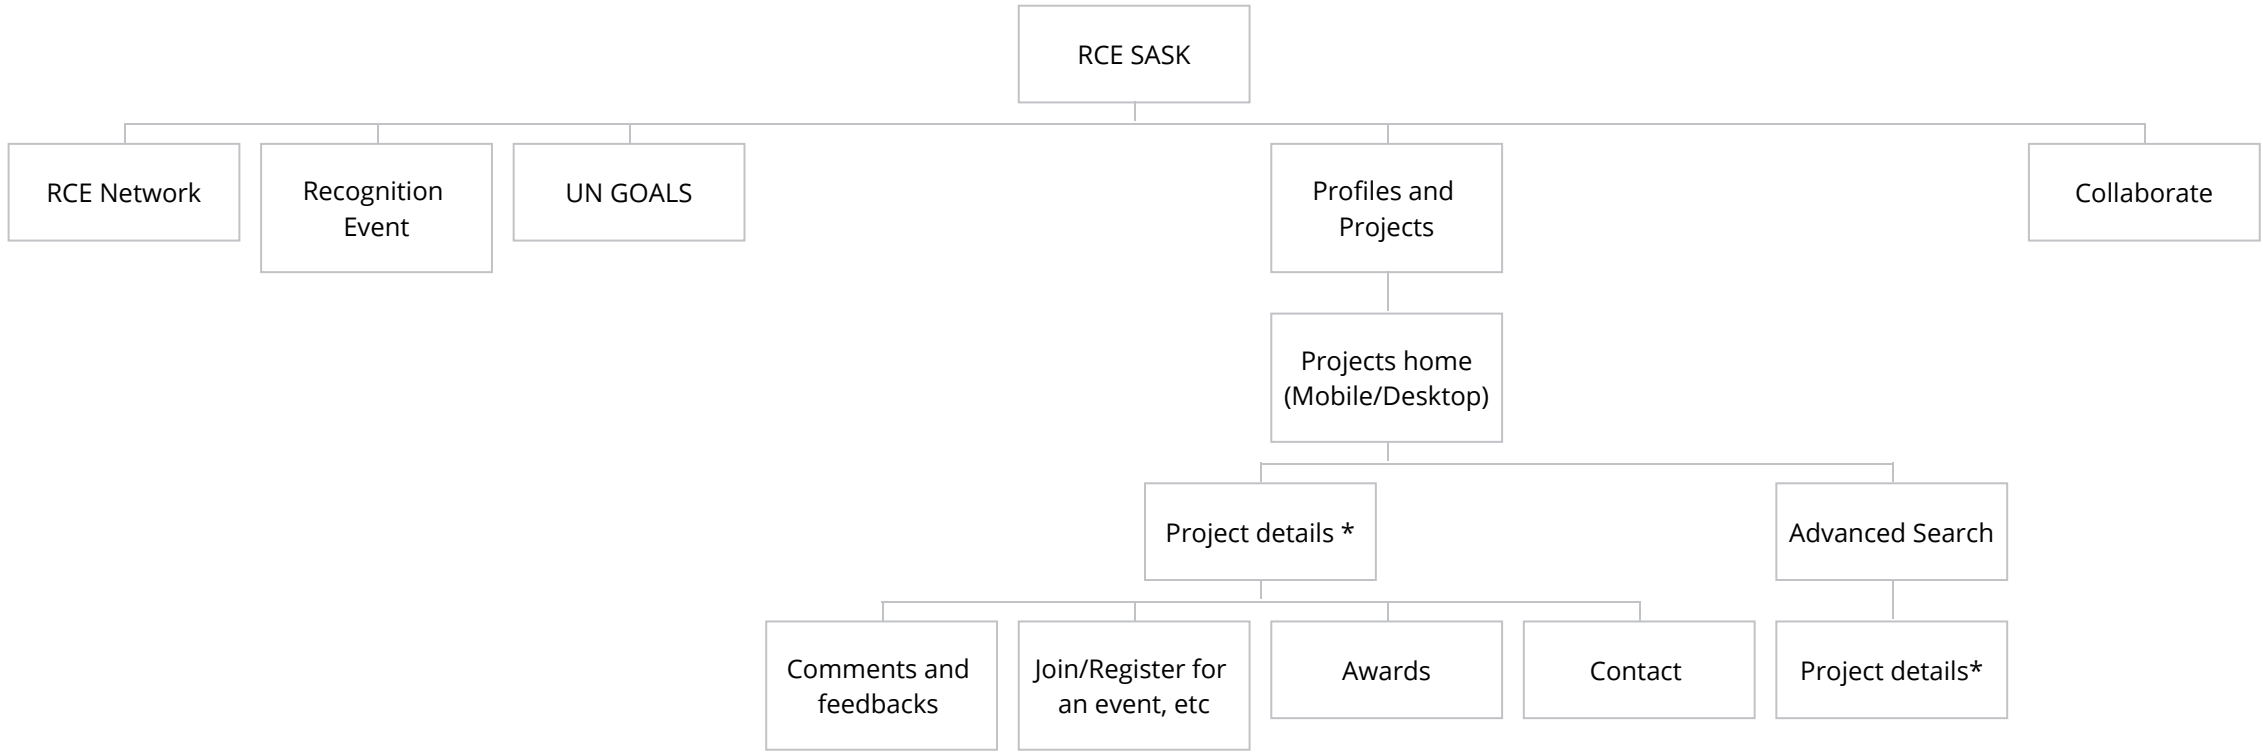 RCE SASK
RCE Network
Recognition
Event
UN GOALS
Profiles and
Projects
Collaborate
Projects home
(Mobile/Desktop)
Project details *
Advanced Search
Comments and
feedbacks
Join/Register for
an event, etc
Awards
Contact
Project details*